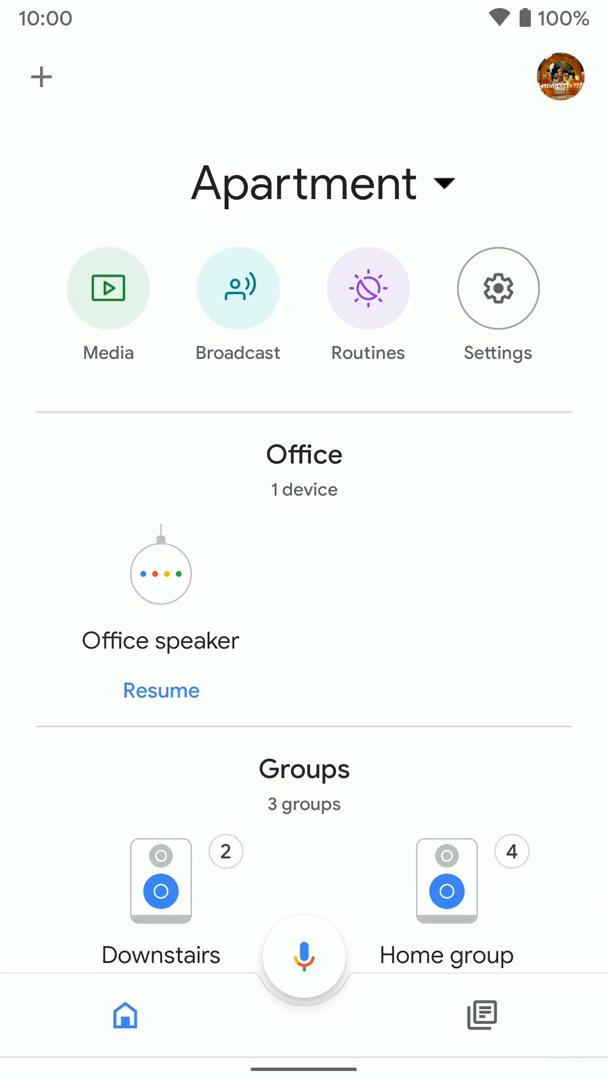 10:00
100%
Apartment
Media Broadcast Routines Settings
Office
1 device
Office speaker
Resume
Groups
3 groups
2 4
Downstairs Home group